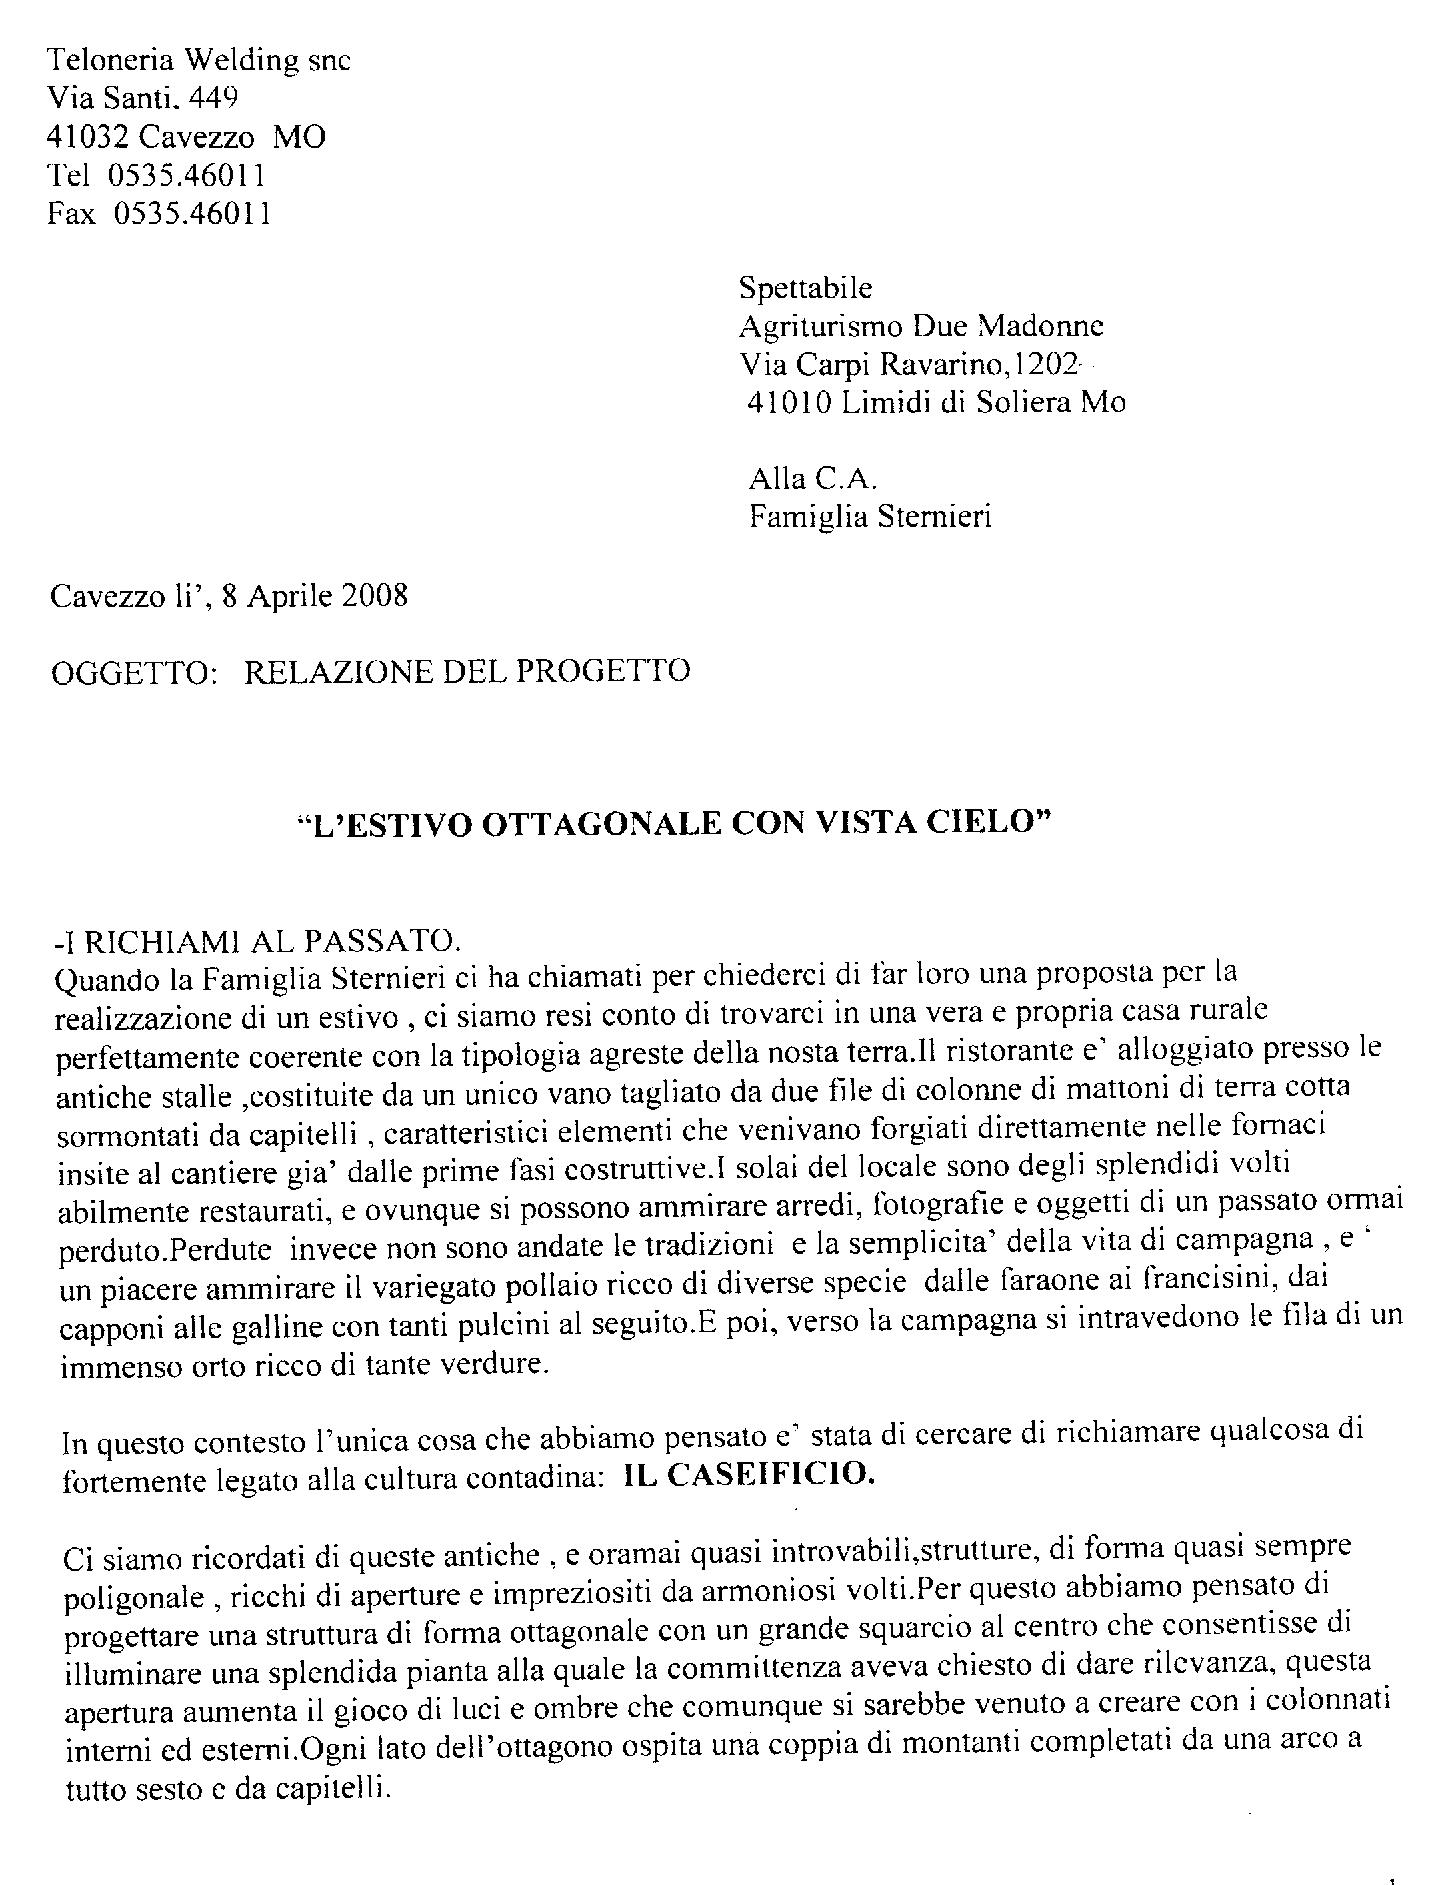 Teloneria Welding snc
Via Santi. 449
41032 Cavezzo MO
Tel 0535.46011
Fax 0535.46011
Spettabile
Agriturismo Due Madonne
Via Carpi Ravarino,1202
41010 Limidi di Soliera Mo
Alla C.A.
Famiglia Sternieri
Cavezzo li', 8 Aprile 2008
OGGETTO: RELAZIONE DEL PROGETTO
“L’ESTIVO OTTAGONALE CON VISTA CIELO”
-I RICHIAMI AL PASSATO.
Quando la Famiglia Sternieri ci ha chiamati per chiederci di far loro una proposta per la
realizzazione di un estivo , ci siamo resi conto di trovarci in una vera e propria casa rurale
perfettamente coerente con la tipologia agreste della nosta terra.Il ristorante e’ alloggiato presso le
antiche stalle ,costituite da un unico vano tagliato da due file di colonne di mattoni di terra cotta
sormontati da capitelli , caratteristici elementi che venivano forgiati direttamente nelle fornaci
insite al cantiere gia’ dalle prime fasi costruttive.I solai del locale sono degli splendidi volti
abilmente restaurati, e ovunque si possono ammirare arredi, fotografie e oggetti di un passato ormai
perduto.Perdute invece non sono andate le tradizioni e la semplicita’ della vita di campagna , e ‘
un piacere ammirare il variegato pollaio ricco di diverse specie dalle faraone ai francisini, dai
capponi alle galline con tanti pulcini al seguito.E poi, verso la campagna si intravedono le fila di un
immenso orto ricco di tante verdure.
In questo contesto l’unica cosa che abbiamo pensato e’ stata di cercare di richiamare qualcosa di
fortemente legato alla cultura contadina: IL CASEIFICIO.
Ci siamo ricordati di queste antiche , e oramai quasi introvabili,strutture, di forma quasi sempre
poligonale , ricchi di aperture e impreziositi da armoniosi volti.Per questo abbiamo pensato di
progettare una struttura di forma ottagonale con un grande squarcio al centro che consentisse di
illuminare una splendida pianta alla quale la committenza aveva chiesto di dare rilevanza, questa
apertura aumenta il gioco di luci e ombre che comunque si sarebbe venuto a creare con i colonnati
interni ed esterni.Ogni lato dell’ottagono ospita una coppia di montanti completati da una arco a
tutto sesto e da capitelli.